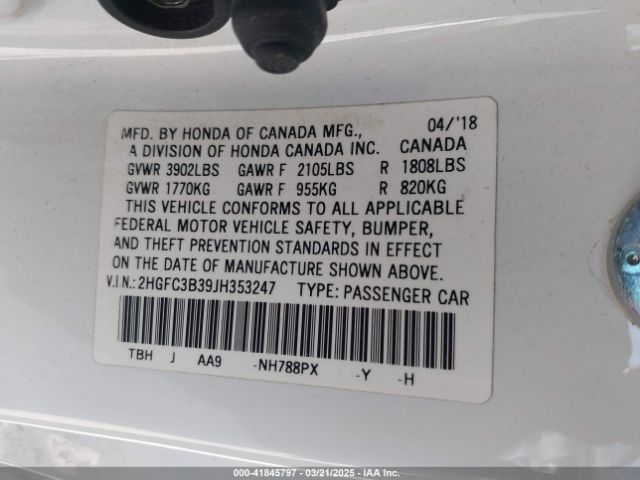 MFD. BY HONDA OF CANADA MFG., 04/'18
A DIVISION OF HONDA CANADA INC. CANADA
GVWR 3902LBS GAWR F 2105LBS R 1808LBS
GVWR 1770KG GAWR F 955KG R 820KG
THIS VEHICLE CONFORMS TO ALL APPLICABLE
FEDERAL MOTOR VEHICLE SAFETY, BUMPER,
AND THEFT PREVENTION STANDARDS IN EFFECT
ON THE DATE OF MANUFACTURE SHOWN ABOVE.
V.I.N.: 2HGFC3B39JH353247 TYPE: PASSENGER CAR
TBH J AA9 -NH788PX -Y -H
000-41845797 - 03/21/2025 - IAA Inc.